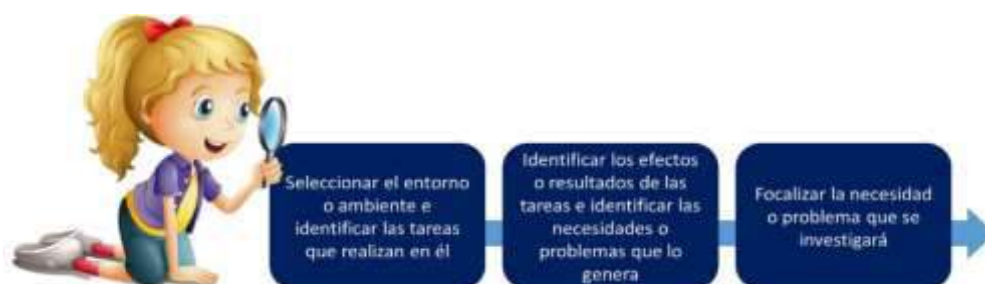 Seleccionar el entorno
o ambiente e
identificar las tareas
que realizan en él
Identificar los efectos
o resultados de las
tareas e identificar las
necesidades o
problemas que lo
genera
Focalizar la necesidad
o problema que se
investigará